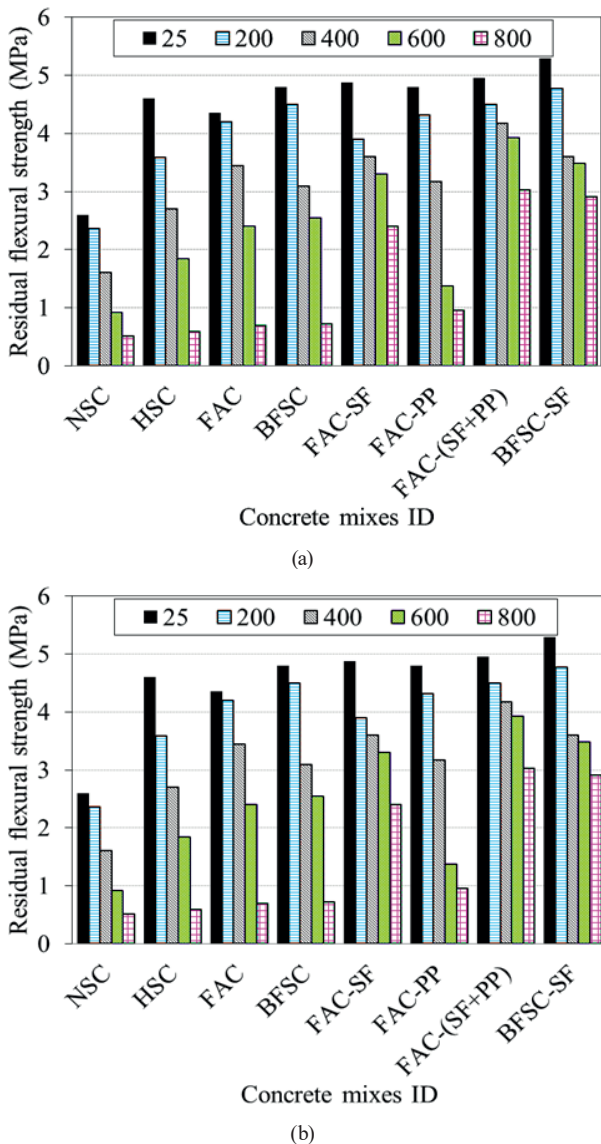 6
5
4
3
2
1
0
Residual flexural strength (MPa)
25 200 400 600 800
NSC
HSC
FAC
BFSC
FAC-SF
FAC-PP
FAC-(SF+PP)
BFSC-SF
Concrete mixes ID
(a)
6
5
4
3
2
1
0
Residual flexural strength (MPa)
25 200 400 600 800
NSC
HSC
FAC
BFSC
FAC-SF
FAC-PP
FAC-(SF+PP)
BFSC-SF
Concrete mixes ID
(b)